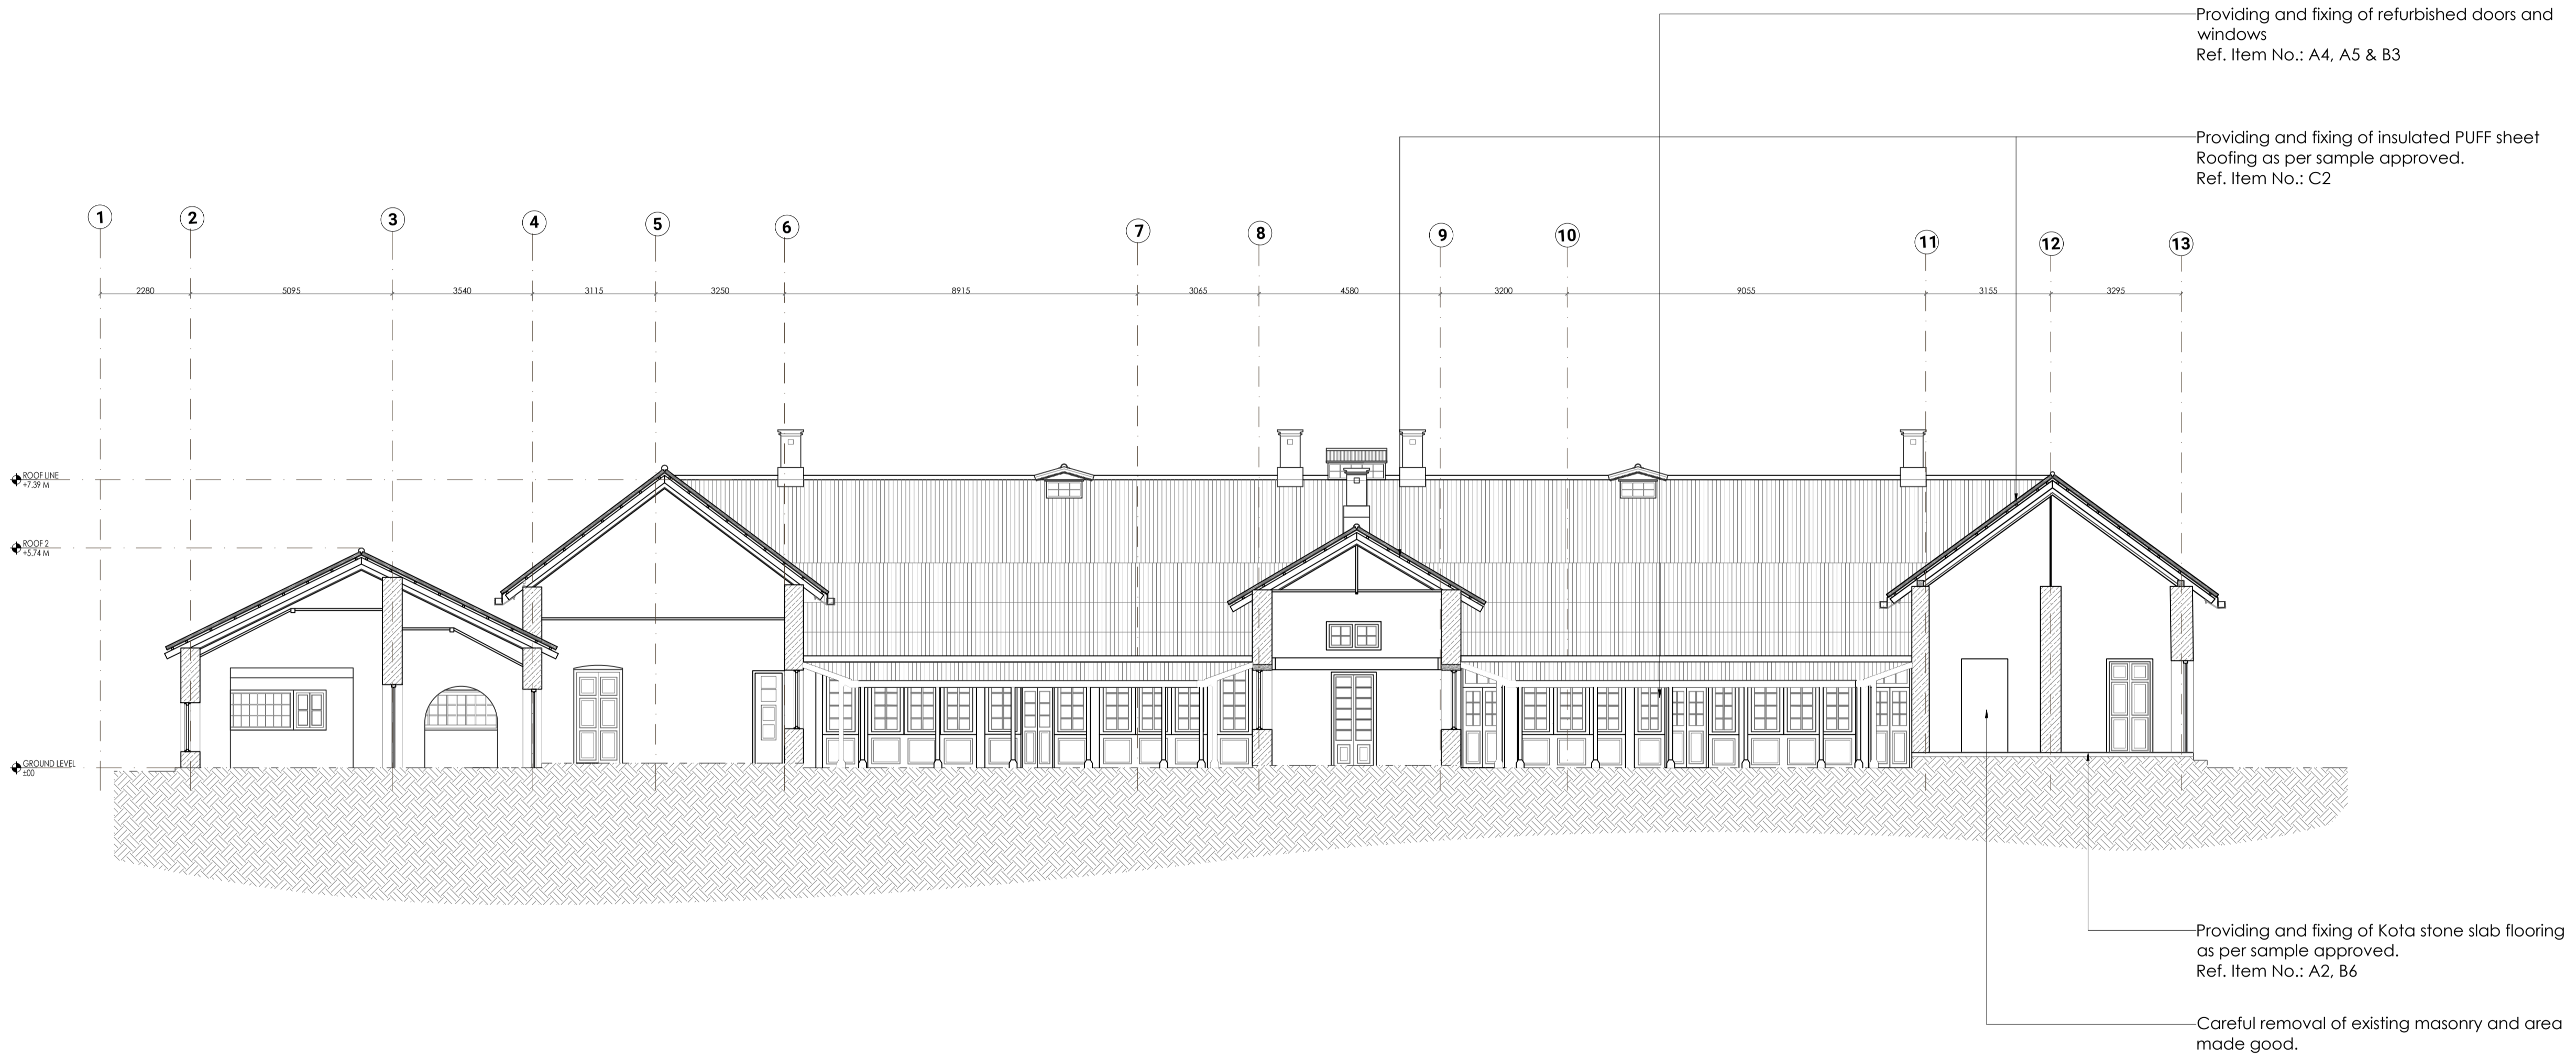 Providing and fixing of refurbished doors and
windows
Ref. Item No.: A4, A5 & B3
Providing and fixing of insulated PUFF sheet
Roofing as per sample approved.
Ref. Item No.: C2
1 2 3 4 5 6 7 8 9 10 11 12 13
2280 5095 3540 3115 3250 8915 3065 4580 3200 9055 3155 3295
ROOF LINE
+7.39 M
ROOF 2
+5.74 M
GROUND LEVEL
±00
Providing and fixing of Kota stone slab flooring
as per sample approved.
Ref. Item No.: A2, B6
Careful removal of existing masonry and area
made good.